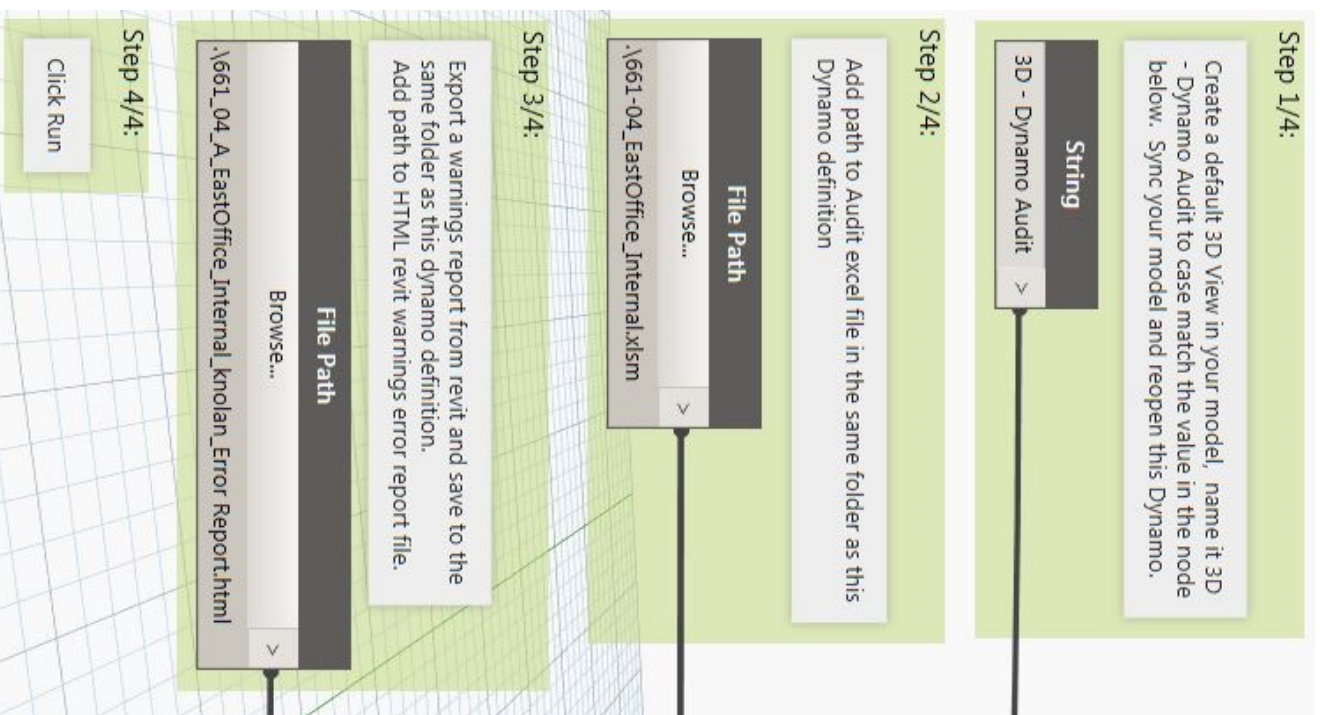 Step 1/4:
Create a default 3D View in your model,  name it 3D
- Dynamo Audit to case match the value in the node
below.  Sync your model and reopen this Dynamo.
String
3D - Dynamo Audit >
Step 2/4:
Add path to Audit excel file in the same folder as this
Dynamo definition
File Path
Browse... >
.\661-04_EastOffice_Internal.xlsm
Step 3/4:
Export a warnings report from revit and save to the
same folder as this dynamo definition.
Add path to HTML revit warnings error report file.
File Path
Browse... >
.\661_04_A_EastOffice_Internal_knolan_Error Report.html
Step 4/4:
Click Run